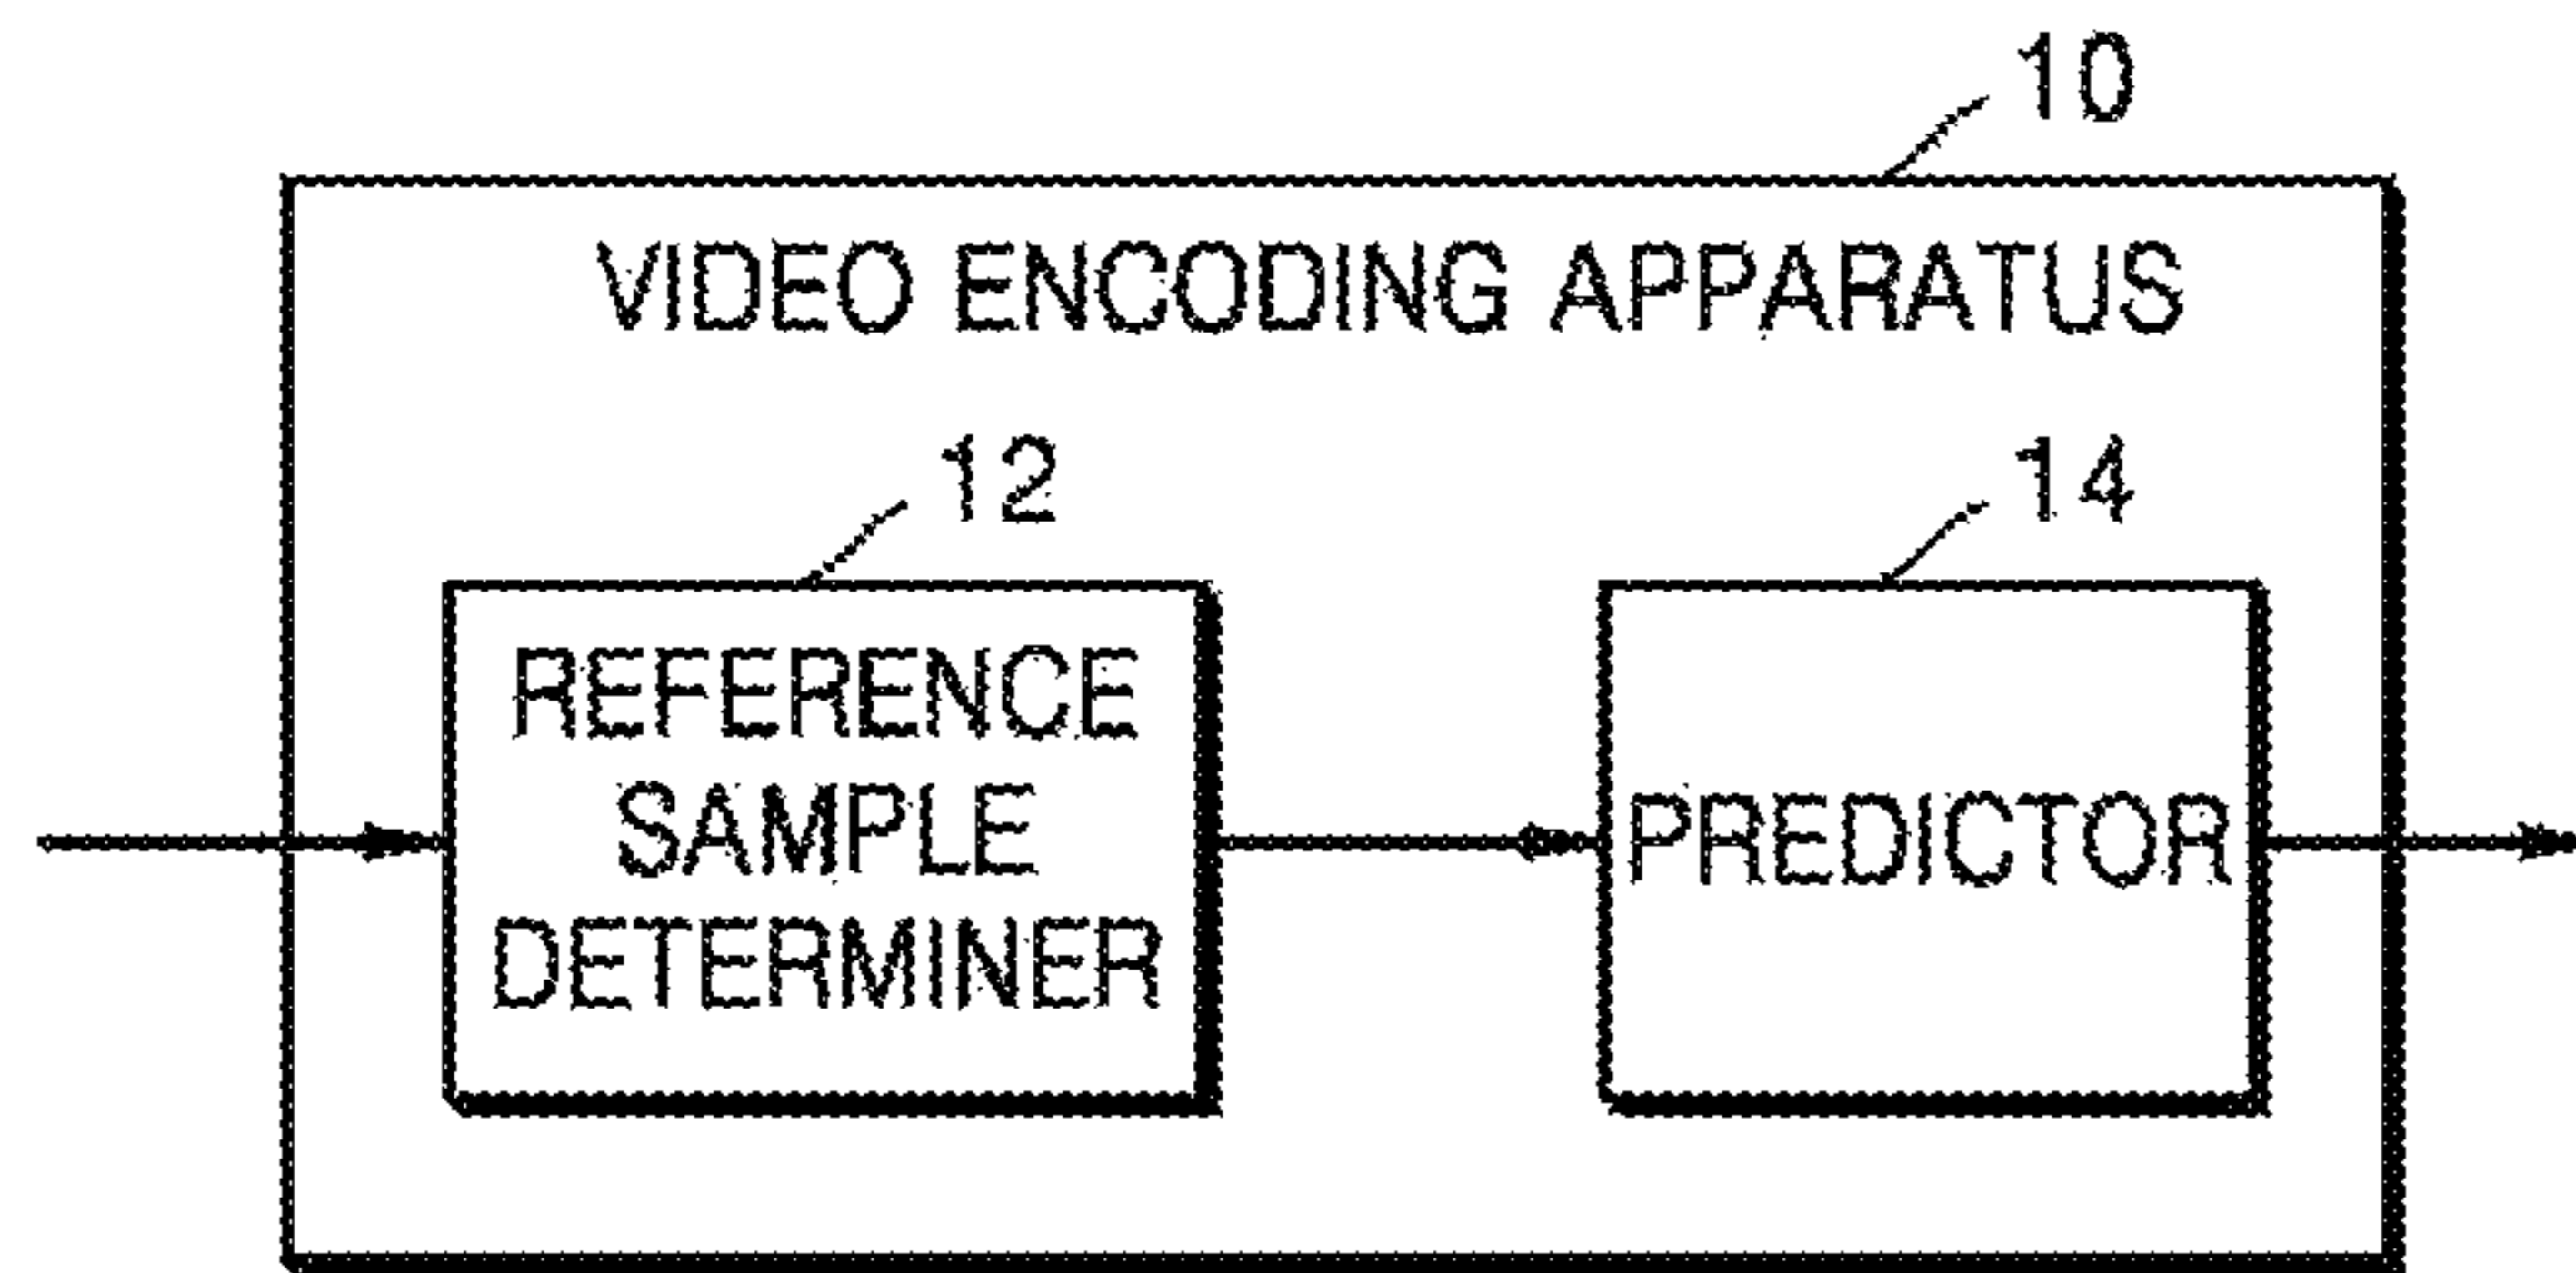 10
VIDEO ENCODING APPARATUS
12
14
REFERENCE
SAMPLE
DETERMINER
PREDICTOR